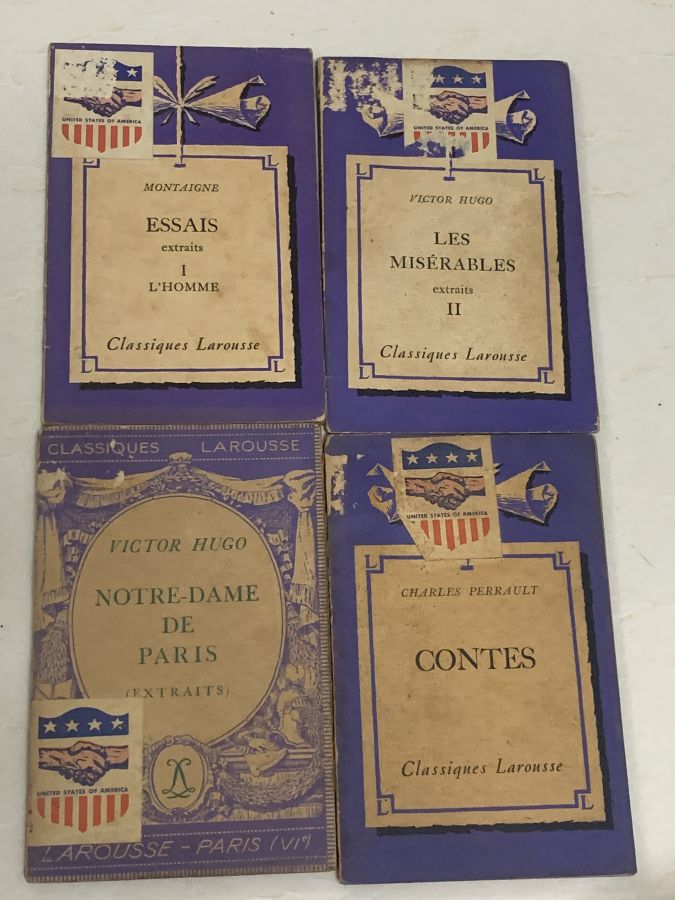 UNITED STATES OF AMERICA
L L
MONTAIGNE
ESSAIS
extraits
I
L'HOMME
Classiques Larousse
L L
UNITED STATES OF AMERICA
L L
VICTOR HUGO
LES
MISÉRABLES
extraits
II
Classiques Larousse
L L
CLASSIQUES LAROUSSE
VICTOR HUGO
NOTRE-DAME
DE
PARIS
(EXTRAITS)
UNITED STATES OF AMERICA
LAROUSSE - PARIS (VIe)
UNITED STATES OF AMERICA
L L
CHARLES PERRAULT
CONTES
Classiques Larousse
L L